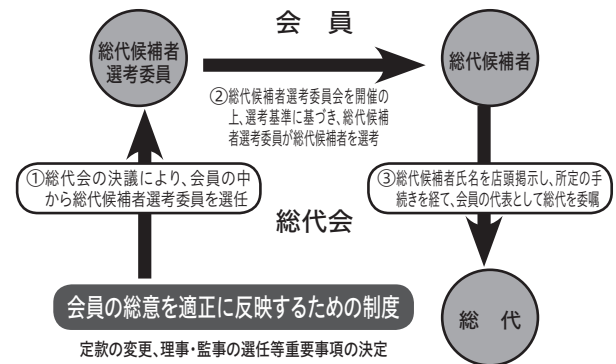 会員
総代候補者
選考委員
総代候補者
②総代候補者選考委員会を開催の
上、選考基準に基づき、総代候補
者選考委員が総代候補者を選考
①総代会の決議により、会員の中
から総代候補者選考委員を選任
③総代候補者氏名を店頭掲示し、所定の手
続きを経て、会員の代表として総代を委嘱
総代会
会員の総意を適正に反映するための制度
総代
定款の変更、理事・監事の選任等重要事項の決定